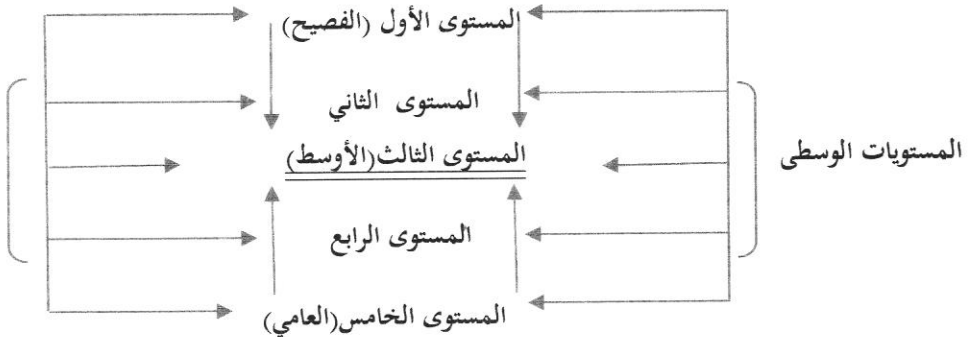 المستوى الأول (الفصيح)
المستوى الثاني
المستوى الثالث(الأوسط)
المستويات الوسطى
المستوى الرابع
المستوى الخامس(العامي)